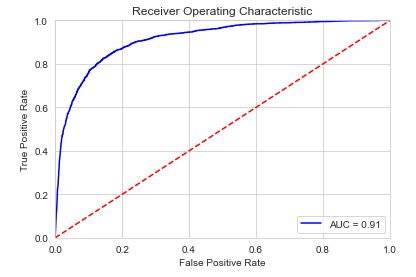 Receiver Operating Characteristic
True Positive Rate
1.0
0.8
0.6
0.4
0.2
0.0
AUC = 0.91
0.0 0.2 0.4 0.6 0.8 1.0
False Positive Rate